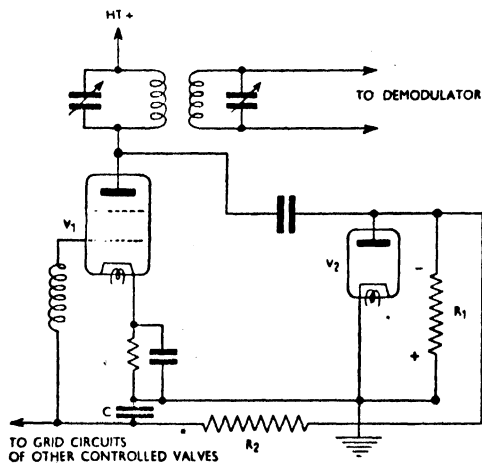 HT +
TO DEMODULATOR
V1
V2
−
R1
+
C
R2
TO GRID CIRCUITS
OF OTHER CONTROLLED VALVES